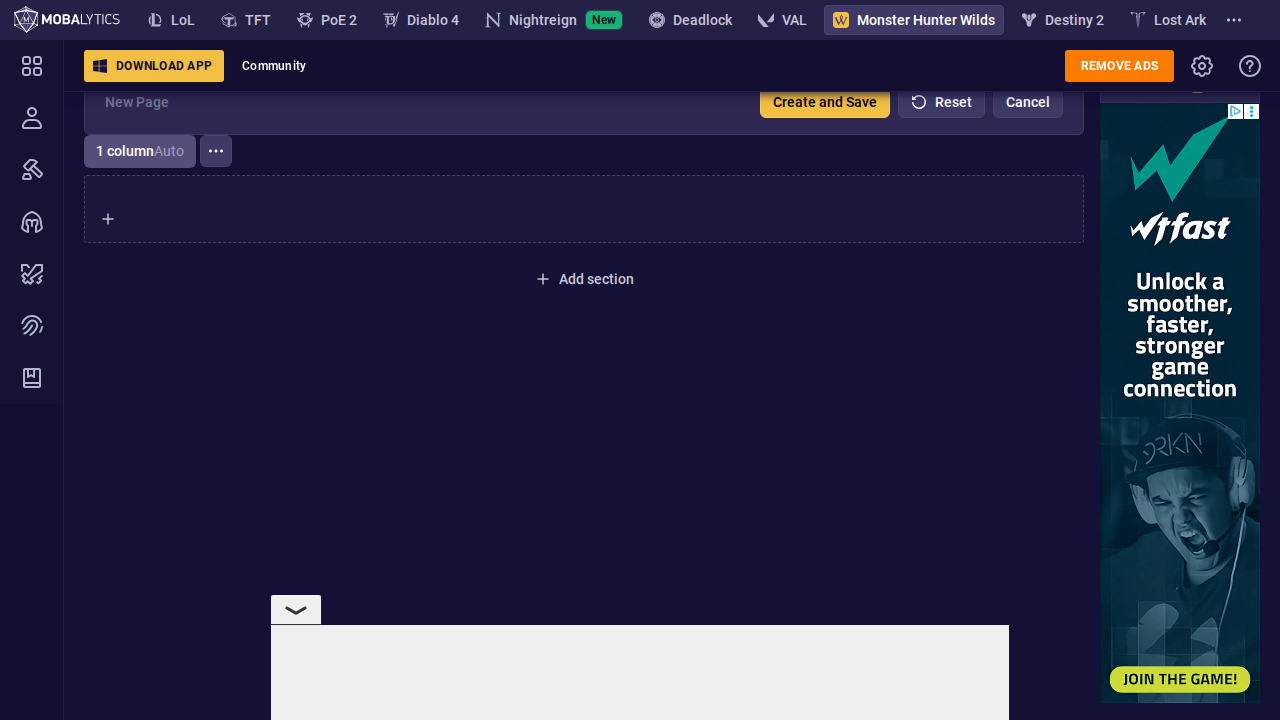 MOBALYTICS
LoL
TFT
PoE 2
Diablo 4
Nightreign New
Deadlock
VAL
Monster Hunter Wilds
Destiny 2
Lost Ark
DOWNLOAD APP
Community
REMOVE ADS
New Page
Create and Save
Reset
Cancel
1 column Auto
Add section
wtfast
Unlock a
smoother,
faster,
stronger
game
connection
DRKN
JOIN THE GAME!